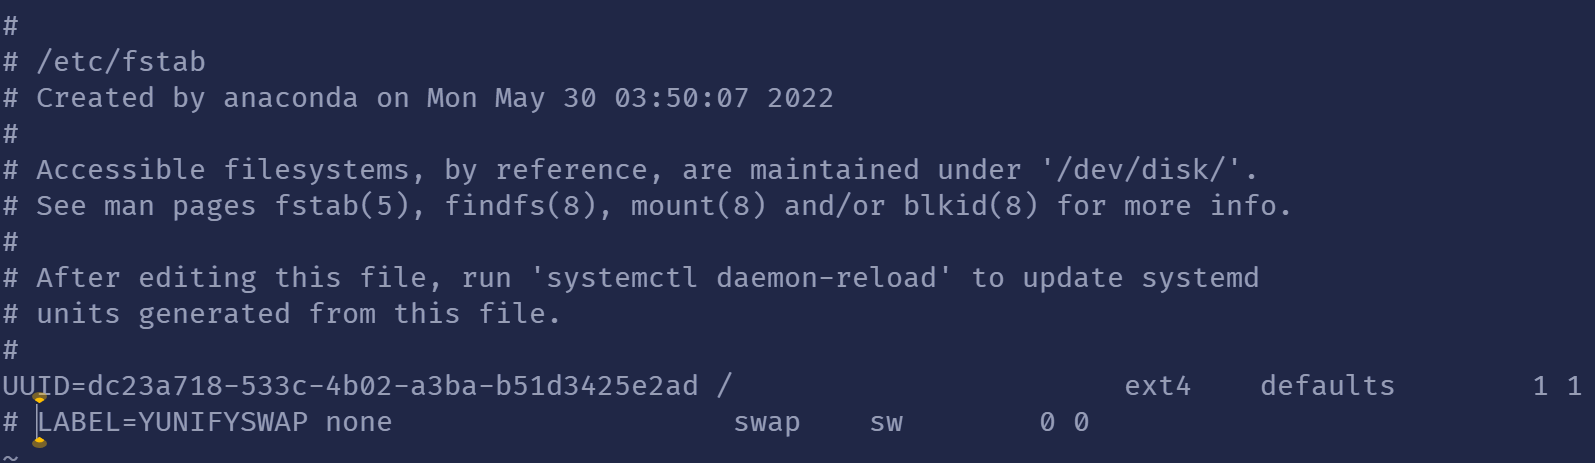 #
# /etc/fstab
# Created by anaconda on Mon May 30 03:50:07 2022
#
# Accessible filesystems, by reference, are maintained under '/dev/disk/'.
# See man pages fstab(5), findfs(8), mount(8) and/or blkid(8) for more info.
#
# After editing this file, run 'systemctl daemon-reload' to update systemd
# units generated from this file.
#
UUID=dc23a718-533c-4b02-a3ba-b51d3425e2ad /                       ext4    defaults        1 1
# LABEL=YUNIFYSWAP none                    swap    sw        0 0
~